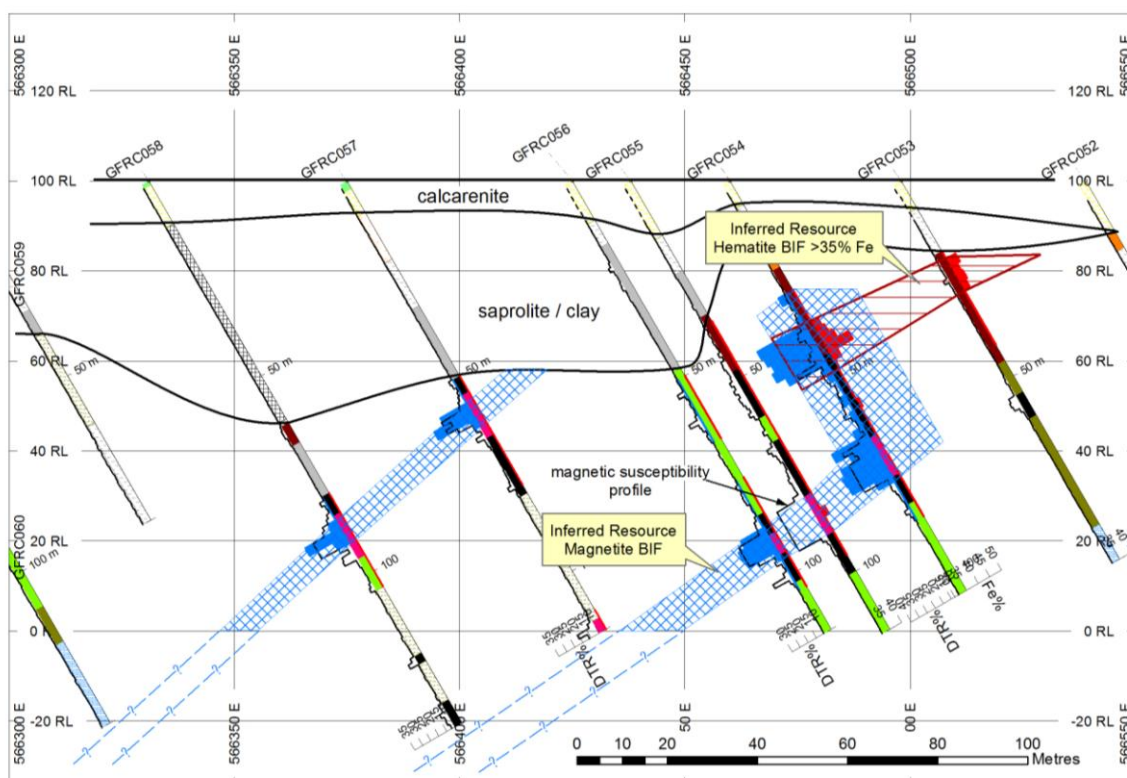 566300 E
566350 E
566400 E
566450 E
566500 E
566550 E
120 RL
120 RL
GFRC058
GFRC057
GFRC056
GFRC055
GFRC054
GFRC053
GFRC052
100 RL
100 RL
calcarenite
Inferred Resource
Hematite BIF >35% Fe
GFRC059
80 RL
80 RL
saprolite / clay
60 RL
60 RL
50 m
50 m
50 m
50 m
50
50 m
50 m
40 RL
40 RL
magnetic susceptibility
profile
Inferred Resource
Magnetite BIF
20 RL
20 RL
GFRC060
100 m
100
100
100
Fe%
DTR%
DTR%
DTR%
0 RL
-20 RL
-20 RL
566300 E
566350 E
566400 E
566550 E
0 10 20 40 60 80 100
Metres